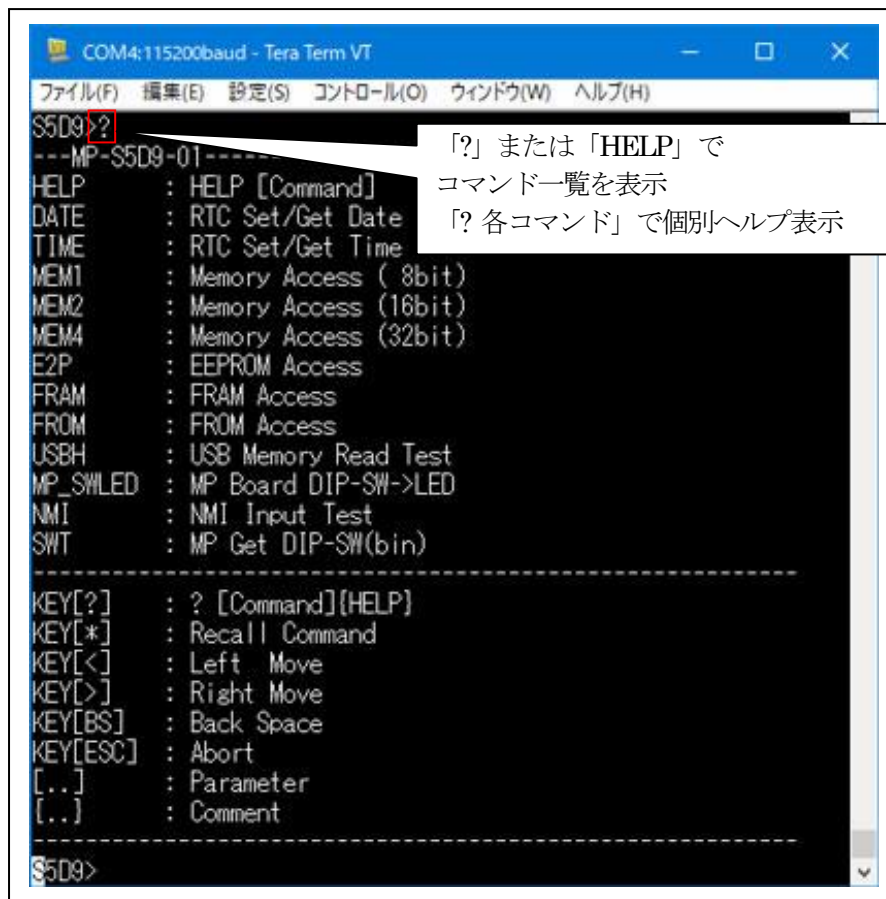 COM4:115200baud - Tera Term VT
ファイル(F) 編集(E) 設定(S) コントロール(O) ウィンドウ(W) ヘルプ(H)
S5D9>?
---MP-S5D9-01------
「?」または「HELP」で
コマンド一覧を表示
「? 各コマンド」で個別ヘルプ表示
HELP : HELP [Command]
DATE : RTC Set/Get Date
TIME : RTC Set/Get Time
MEM1 : Memory Access ( 8bit)
MEM2 : Memory Access (16bit)
MEM4 : Memory Access (32bit)
E2P : EEPROM Access
FRAM : FRAM Access
FROM : FROM Access
USBH : USB Memory Read Test
MP_SWLED : MP Board DIP-SW->LED
NMI : NMI Input Test
SWT : MP Get DIP-SW(bin)
----------------------------------------------------------------
KEY[?] : ? [Command]{HELP}
KEY[*] : Recall Command
KEY[<] : Left Move
KEY[>] : Right Move
KEY[BS] : Back Space
KEY[ESC] : Abort
[..] : Parameter
{..} : Comment
----------------------------------------------------------------
S5D9>